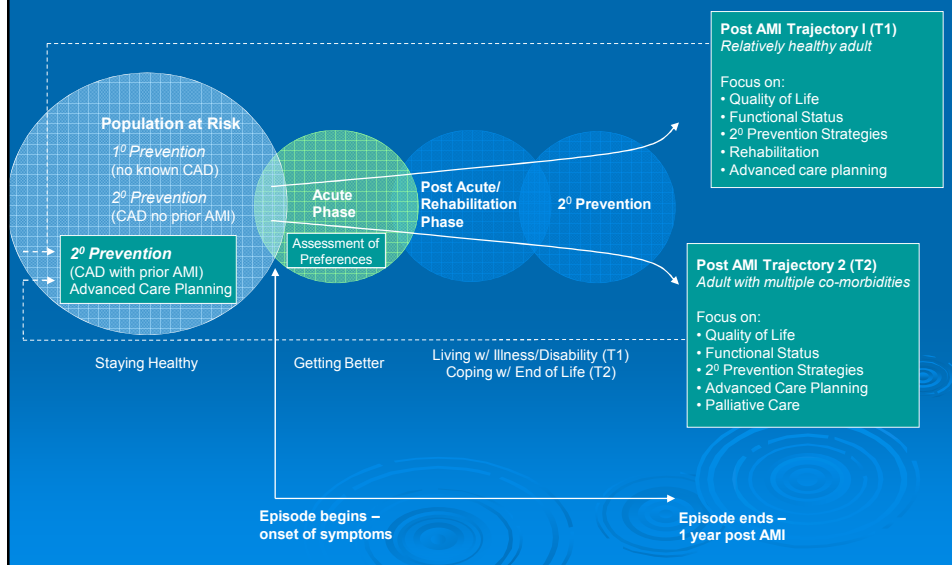 Population at Risk
1⁰ Prevention
(no known CAD)
2⁰ Prevention
(CAD no prior AMI)
2⁰ Prevention
(CAD with prior AMI)
Advanced Care Planning
Acute
Phase
Assessment of
Preferences
Post Acute/
Rehabilitation
Phase
2⁰ Prevention
Post AMI Trajectory I (T1)
Relatively healthy adult
Focus on:
• Quality of Life
• Functional Status
• 2⁰ Prevention Strategies
• Rehabilitation
• Advanced care planning
Post AMI Trajectory 2 (T2)
Adult with multiple co-morbidities
Focus on:
• Quality of Life
• Functional Status
• 2⁰ Prevention Strategies
• Advanced Care Planning
• Palliative Care
Staying Healthy
Getting Better
Living w/ Illness/Disability (T1)
Coping w/ End of Life (T2)
Episode begins –
onset of symptoms
Episode ends –
1 year post AMI